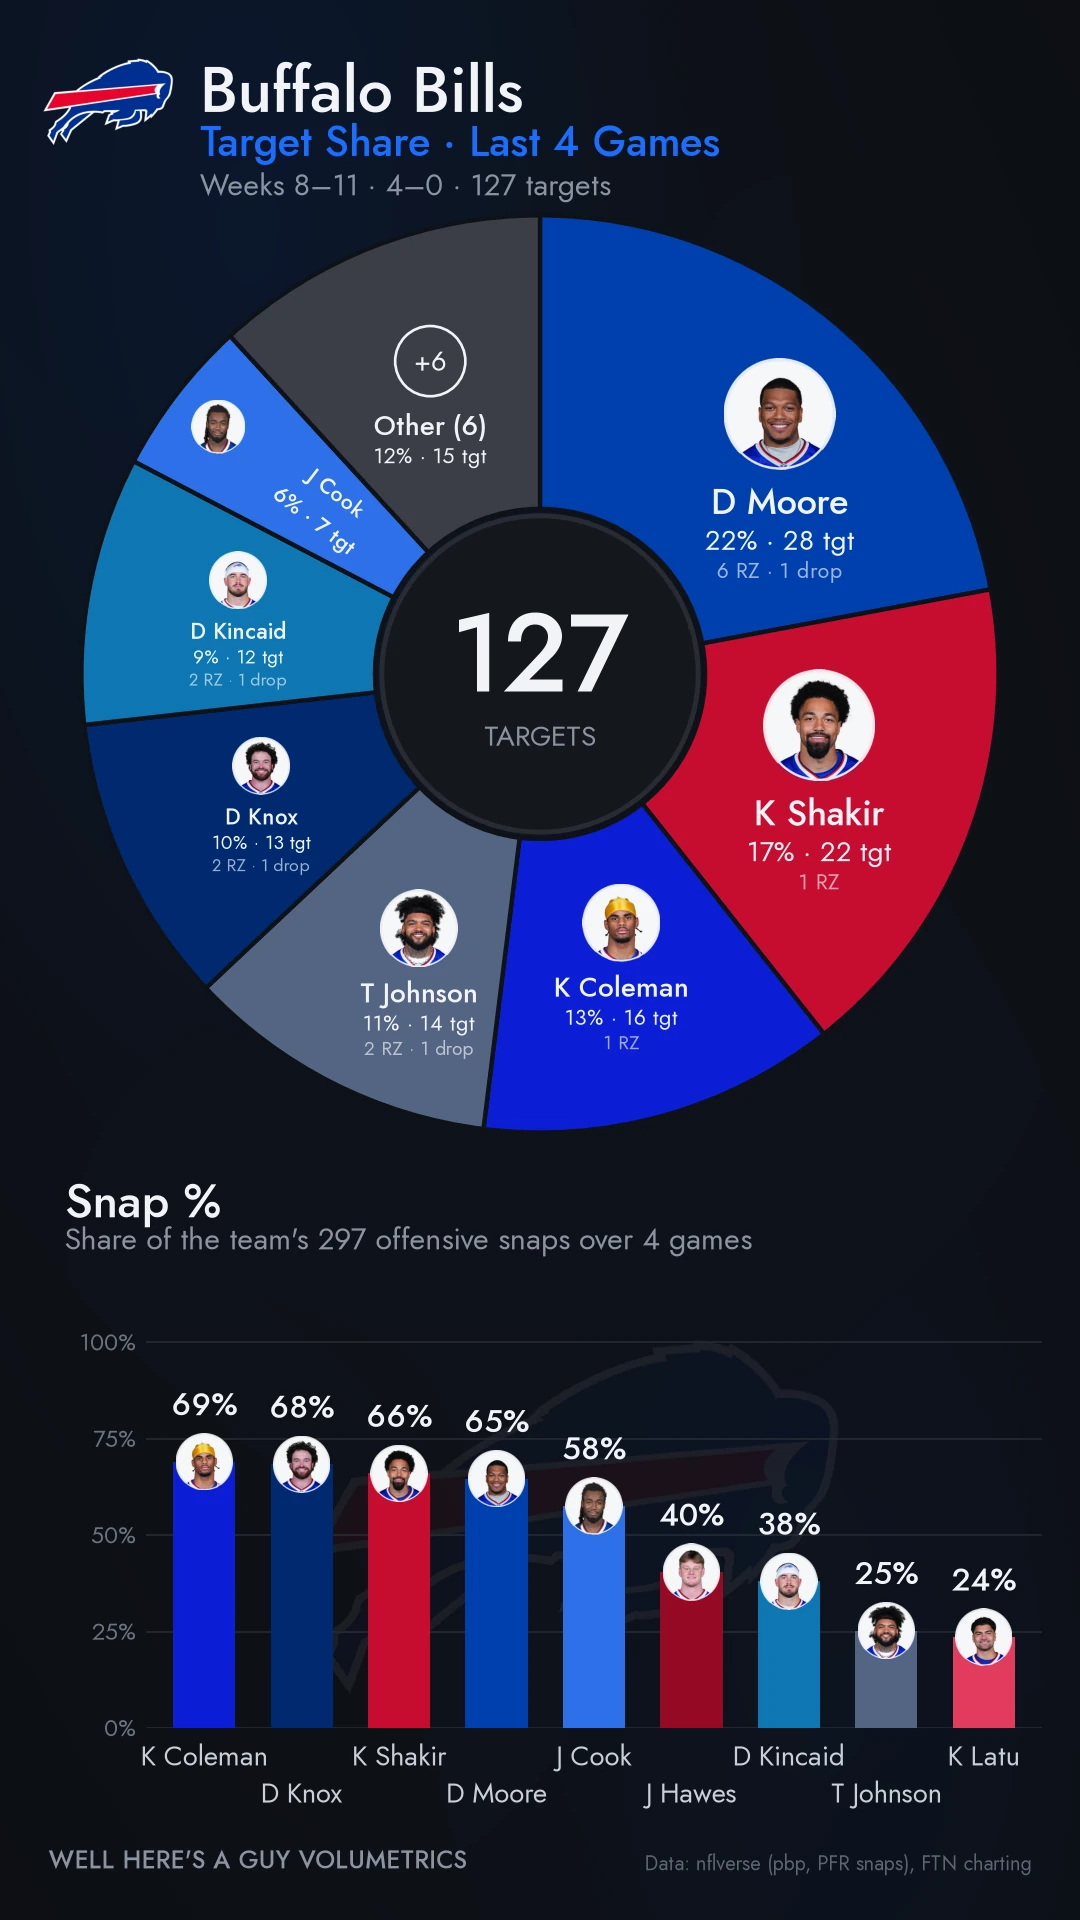 Buffalo Bills
Target Share · Last 4 Games
Weeks 8–11 · 4–0 · 127 targets
+6
Other (6)
12% · 15 tgt
D Moore
22% · 28 tgt
6 RZ · 1 drop
J Cook
6% · 7 tgt
D Kincaid
9% · 12 tgt
2 RZ · 1 drop
127
TARGETS
K Shakir
17% · 22 tgt
1 RZ
D Knox
10% · 13 tgt
2 RZ · 1 drop
T Johnson
11% · 14 tgt
2 RZ · 1 drop
K Coleman
13% · 16 tgt
1 RZ
Snap %
Share of the team's 297 offensive snaps over 4 games
100%
75%
50%
25%
0%
69%
68%
66%
65%
58%
40%
38%
25%
24%
K Coleman
D Knox
K Shakir
D Moore
J Cook
J Hawes
D Kincaid
T Johnson
K Latu
WELL HERE'S A GUY VOLUMETRICS
Data: nflverse (pbp, PFR snaps), FTN charting